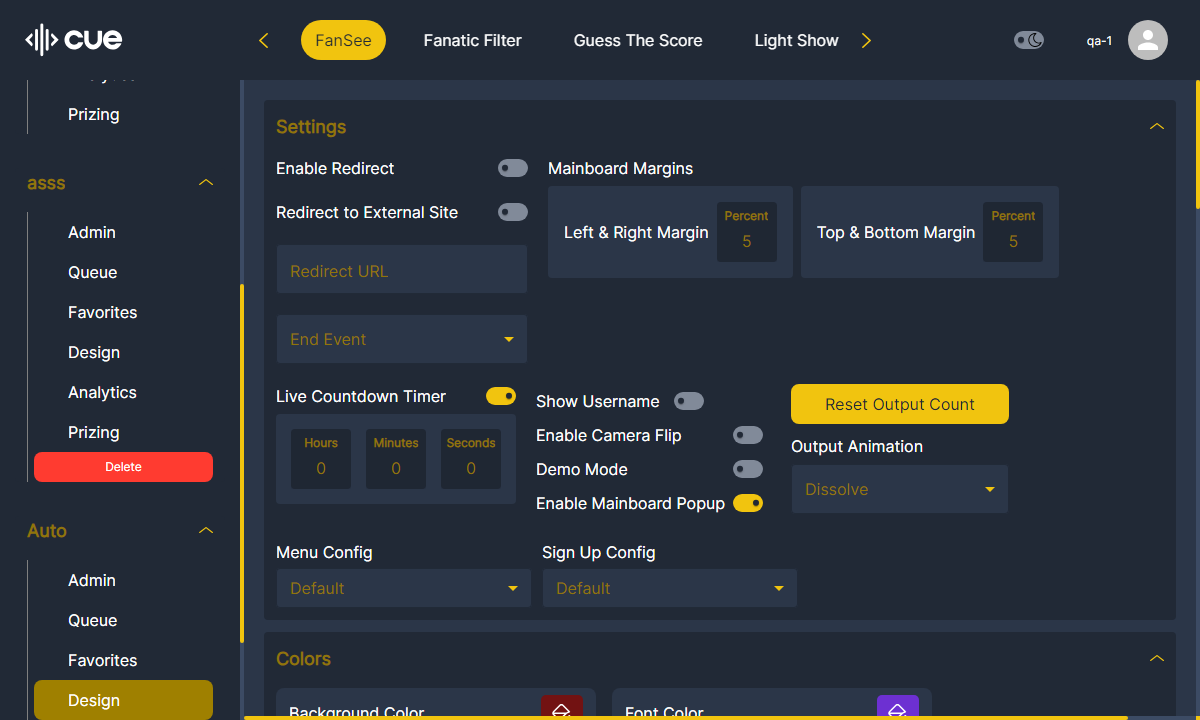 cue
FanSee
Fanatic Filter
Guess The Score
Light Show
qa-1
Prizing
asss
Admin
Queue
Favorites
Design
Analytics
Prizing
Delete
Auto
Admin
Queue
Favorites
Design
Settings
Enable Redirect
Redirect to External Site
Redirect URL
End Event
Mainboard Margins
Left & Right Margin
Percent
5
Top & Bottom Margin
Percent
5
Live Countdown Timer
Hours
0
Minutes
0
Seconds
0
Show Username
Enable Camera Flip
Demo Mode
Enable Mainboard Popup
Reset Output Count
Output Animation
Dissolve
Menu Config
Default
Sign Up Config
Default
Colors
Background Color
Font Color